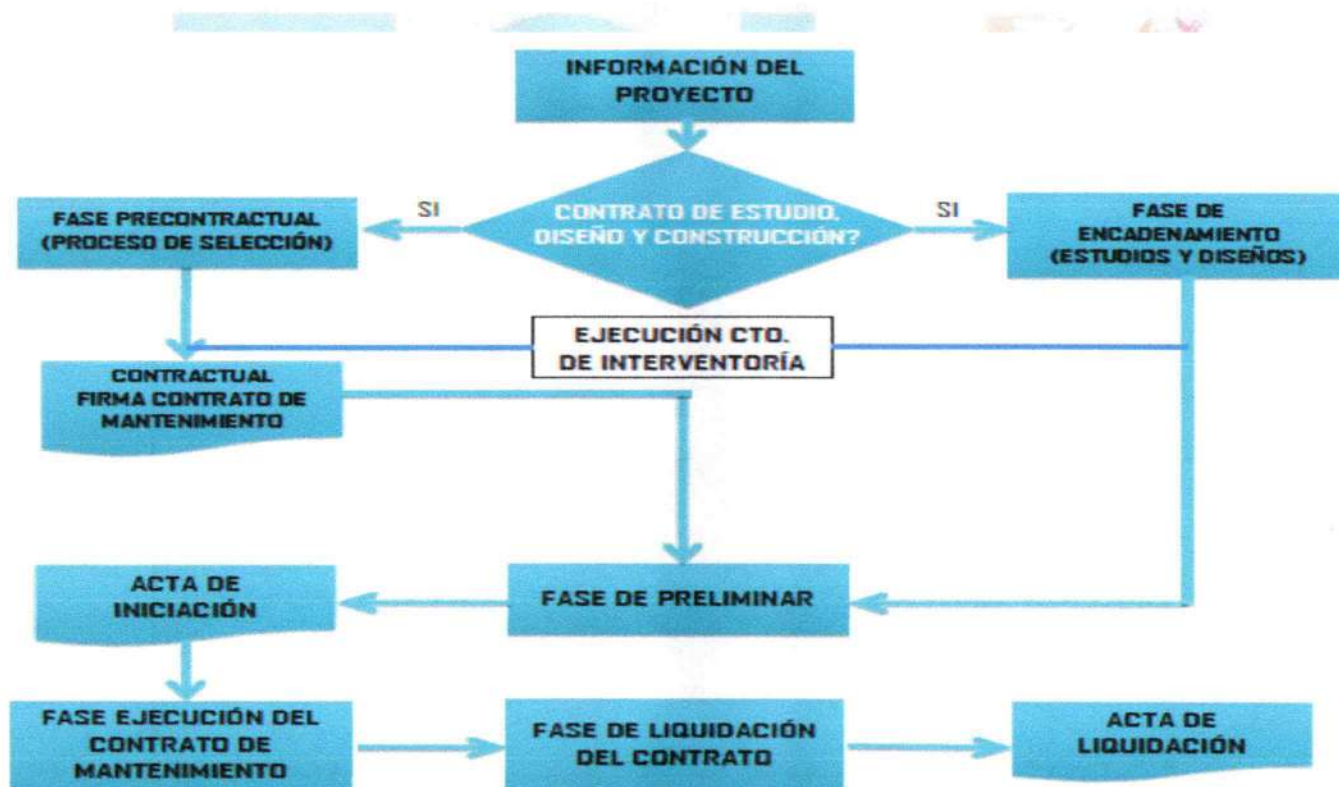 INFORMACIÓN DEL
PROYECTO
SI
CONTRATO DE ESTUDIO,
DISEÑO Y CONSTRUCCIÓN?
SI
FASE PRECONTRACTUAL
(PROCESO DE SELECCIÓN)
FASE DE
ENCADENAMIENTO
(ESTUDIOS Y DISEÑOS)
EJECUCIÓN CTO.
DE INTERVENTORÍA
CONTRACTUAL
FIRMA CONTRATO DE
MANTENIMIENTO
ACTA DE
INICIACIÓN
FASE DE PRELIMINAR
FASE EJECUCIÓN DEL
CONTRATO DE
MANTENIMIENTO
FASE DE LIQUIDACIÓN
DEL CONTRATO
ACTA DE
LIQUIDACIÓN